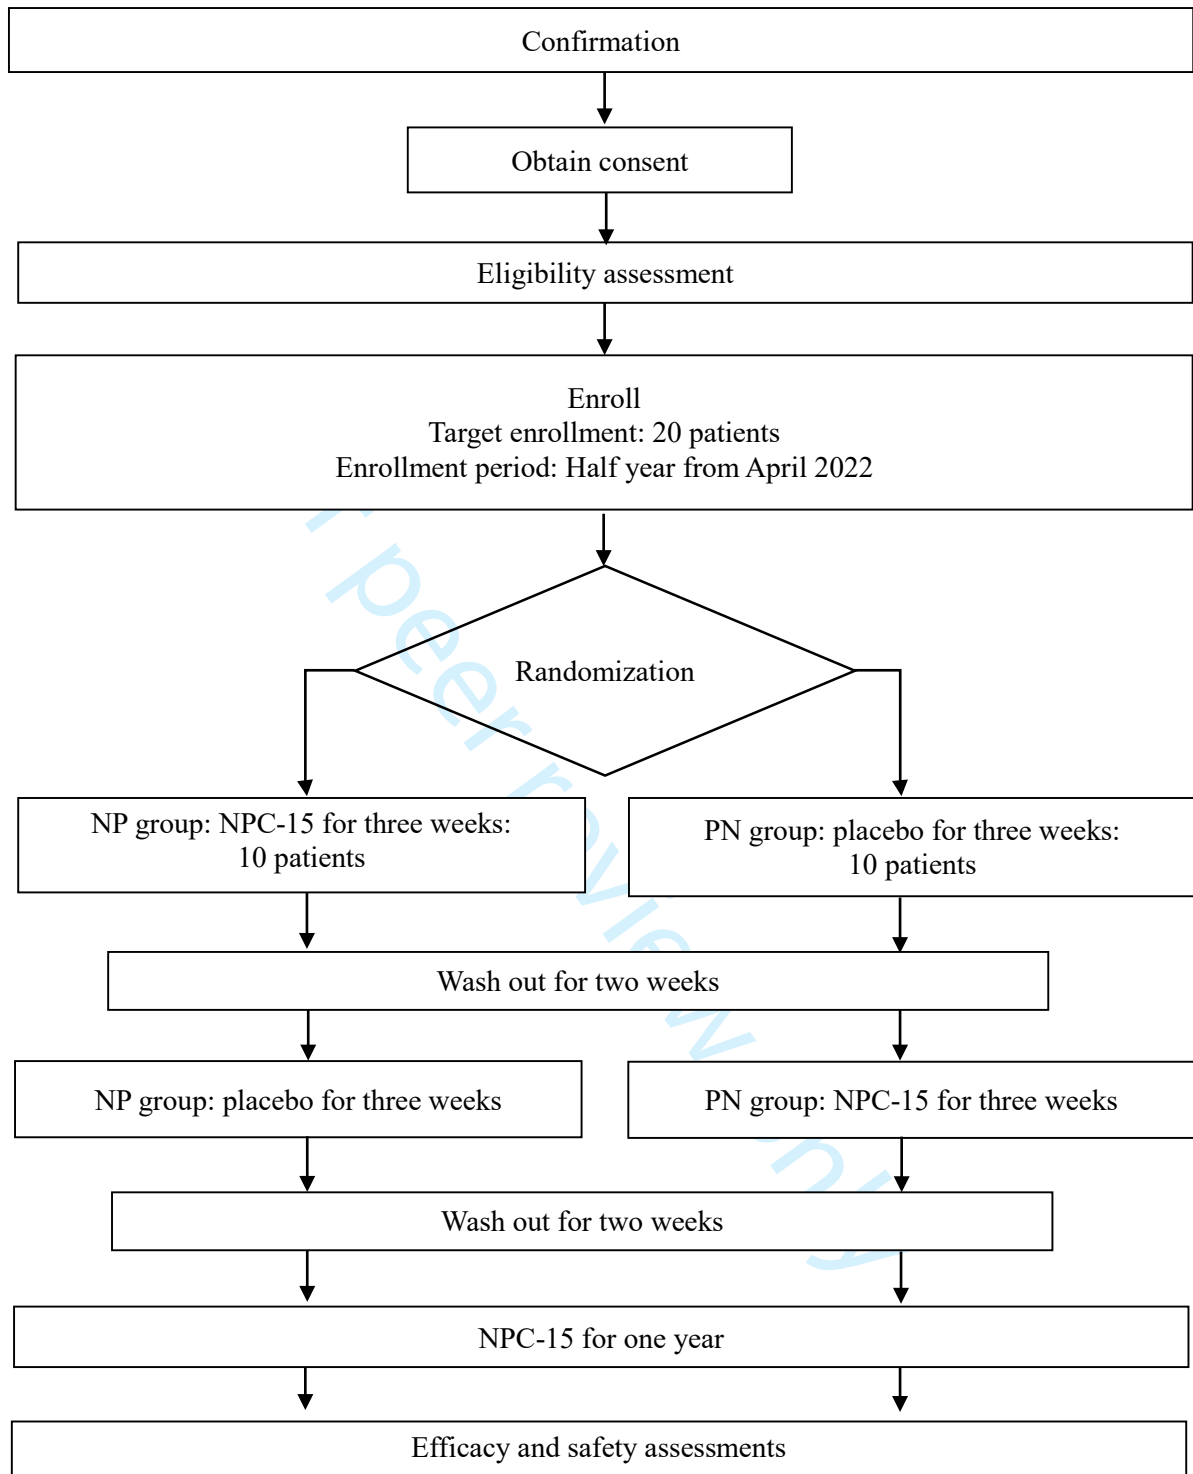 Confirmation
Obtain consent
Eligibility assessment
Enroll
Target enrollment: 20 patients
Enrollment period: Half year from April 2022
Randomization
NP group: NPC-15 for three weeks:
10 patients
PN group: placebo for three weeks:
10 patients
Wash out for two weeks
NP group: placebo for three weeks
PN group: NPC-15 for three weeks
Wash out for two weeks
NPC-15 for one year
Efficacy and safety assessments
r peer review only